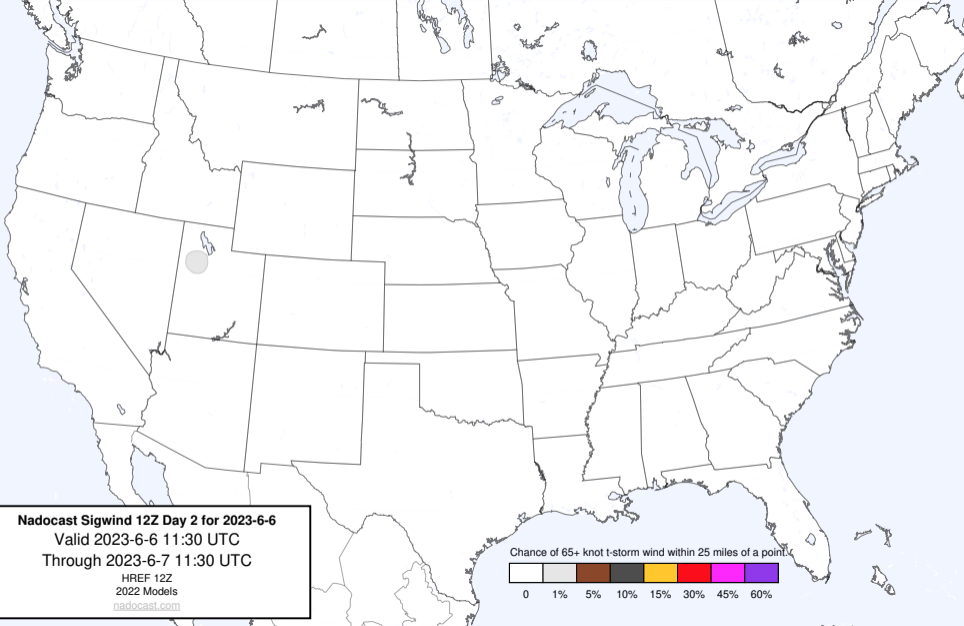 Nadocast Sigwind 12Z Day 2 for 2023-6-6
Valid 2023-6-6 11:30 UTC
Through 2023-6-7 11:30 UTC
HREF 12Z
2022 Models
nadocast.com
Chance of 65+ knot t-storm wind within 25 miles of a point.
0 1% 5% 10% 15% 30% 45% 60%